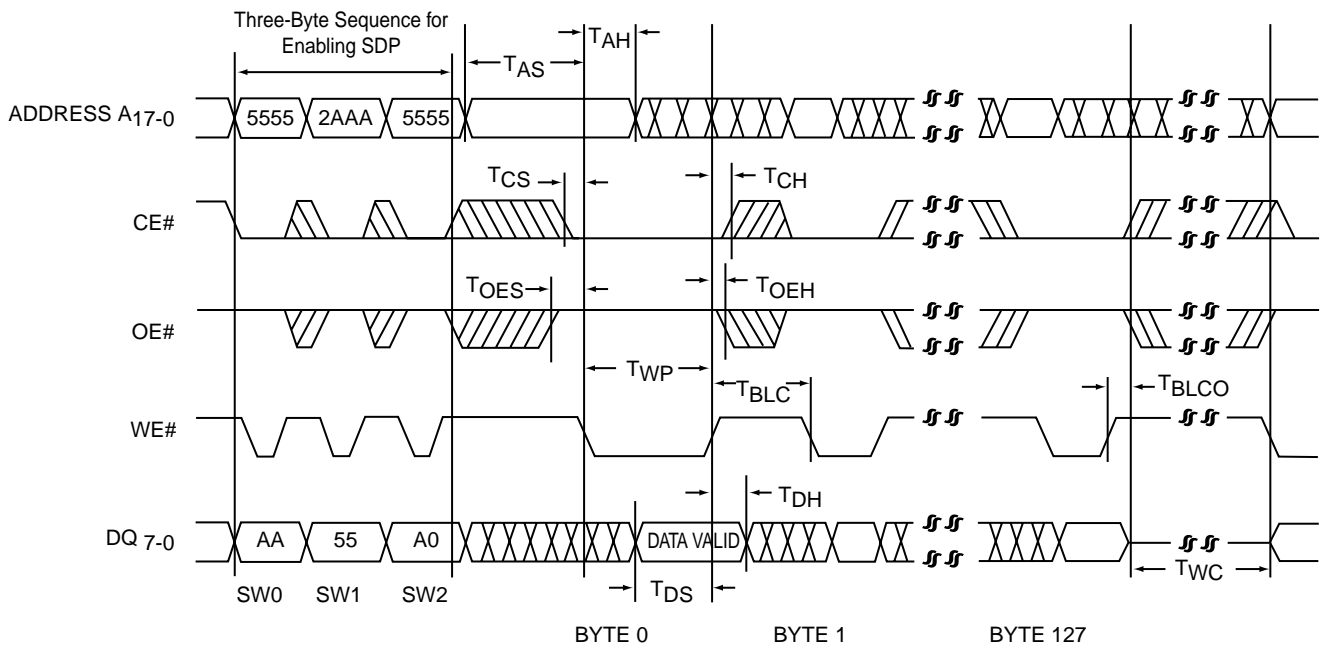 Three-Byte Sequence for
Enabling SDP
TAH
TAS
ADDRESS A17-0
5555
2AAA
5555
TCS
TCH
CE#
TOES
TOEH
OE#
TWP
TBLC
TBLCO
WE#
TDH
DQ 7-0
AA
55
A0
DATA VALID
TWC
SW0
SW1
SW2
TDS
BYTE 0
BYTE 1
BYTE 127